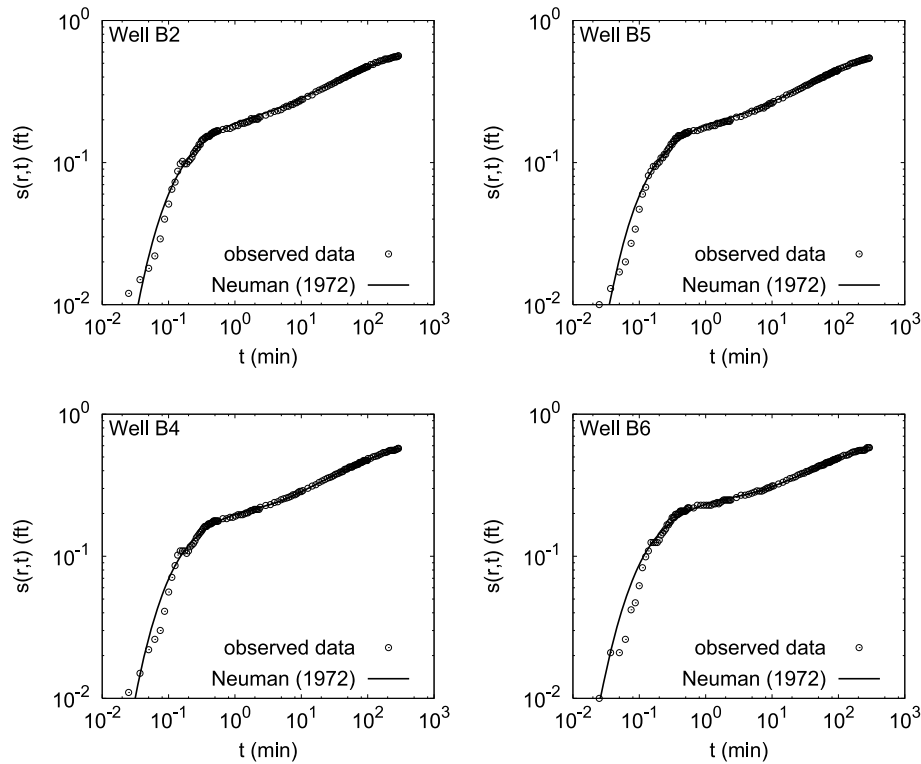 Well B2
s(r,t) (ft)
10^0
10^-1
10^-2
observed data
Neuman (1972)
10^-2 10^-1 10^0 10^1 10^2 10^3
t (min)
Well B5
s(r,t) (ft)
10^0
10^-1
10^-2
observed data
Neuman (1972)
10^-2 10^-1 10^0 10^1 10^2 10^3
t (min)
Well B4
s(r,t) (ft)
10^0
10^-1
10^-2
observed data
Neuman (1972)
10^-2 10^-1 10^0 10^1 10^2 10^3
t (min)
Well B6
s(r,t) (ft)
10^0
10^-1
10^-2
observed data
Neuman (1972)
10^-2 10^-1 10^0 10^1 10^2 10^3
t (min)